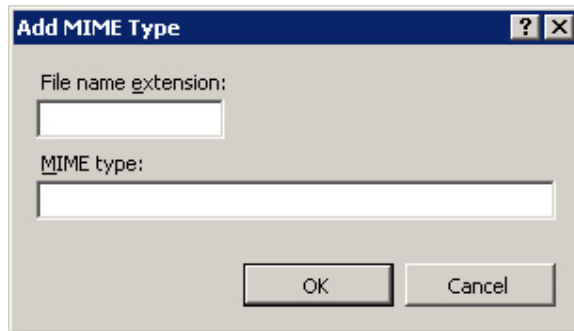 Add MIME Type
File name extension:
MIME type:
OK Cancel